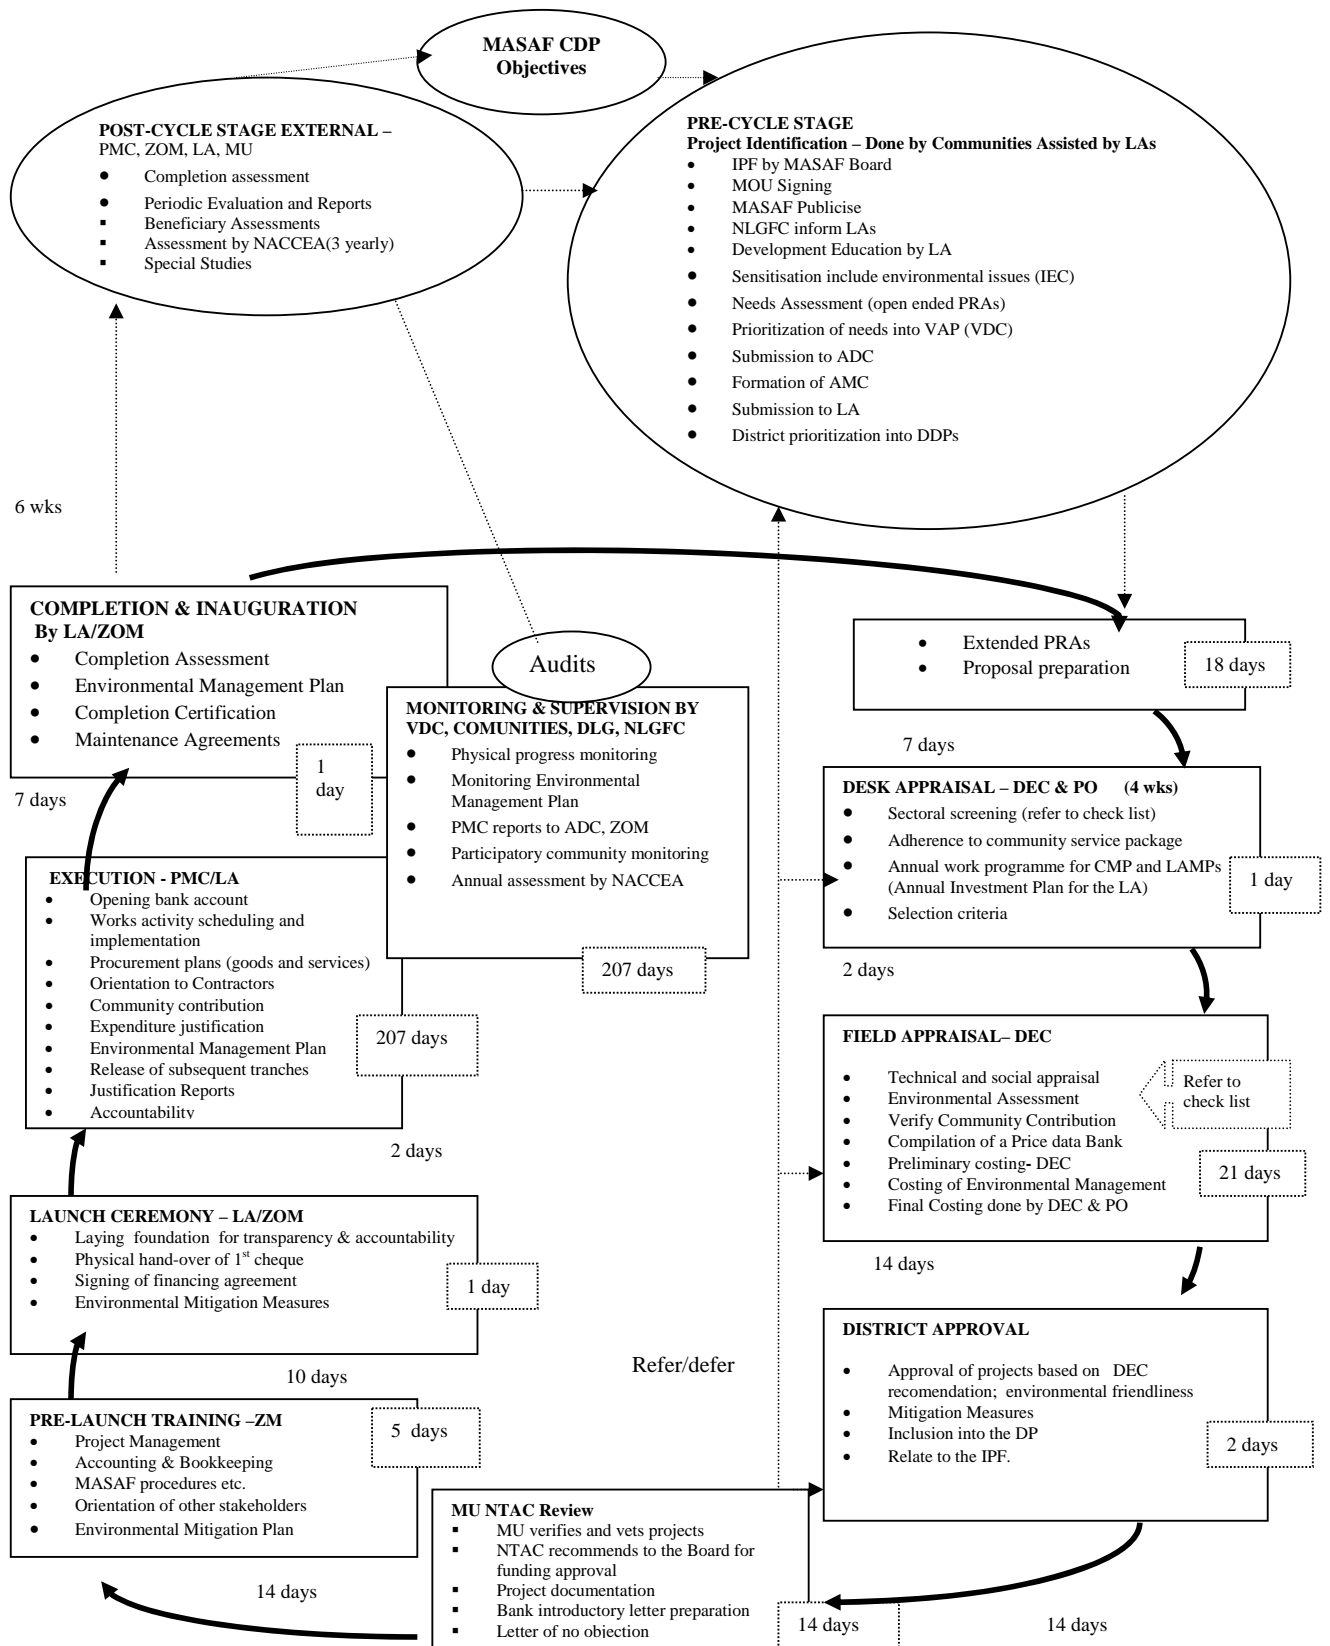 MASAF CDP
Objectives
POST-CYCLE STAGE EXTERNAL –
PMC, ZOM, LA, MU
● Completion assessment
● Periodic Evaluation and Reports
▪ Beneficiary Assessments
▪ Assessment by NACCEA(3 yearly)
▪ Special Studies
PRE-CYCLE STAGE
Project Identification – Done by Communities Assisted by LAs
• IPF by MASAF Board
• MOU Signing
• MASAF Publicise
• NLGFC inform LAs
• Development Education by LA
● Sensitisation include environmental issues (IEC)
● Needs Assessment (open ended PRAs)
● Prioritization of needs into VAP (VDC)
● Submission to ADC
● Formation of AMC
● Submission to LA
● District prioritization into DDPs
6 wks
COMPLETION & INAUGURATION
By LA/ZOM
● Completion Assessment
● Environmental Management Plan
● Completion Certification
● Maintenance Agreements
1
day
7 days
Audits
MONITORING & SUPERVISION BY
VDC, COMUNITIES, DLG, NLGFC
● Physical progress monitoring
● Monitoring Environmental
Management Plan
● PMC reports to ADC, ZOM
● Participatory community monitoring
● Annual assessment by NACCEA
207 days
● Extended PRAs
● Proposal preparation
18 days
7 days
DESK APPRAISAL – DEC & PO (4 wks)
● Sectoral screening (refer to check list)
● Adherence to community service package
● Annual work programme for CMP and LAMPs
(Annual Investment Plan for the LA)
● Selection criteria
1 day
2 days
EXECUTION - PMC/LA
● Opening bank account
● Works activity scheduling and
implementation
● Procurement plans (goods and services)
● Orientation to Contractors
● Community contribution
● Expenditure justification
● Environmental Management Plan
● Release of subsequent tranches
● Justification Reports
● Accountability
207 days
2 days
FIELD APPRAISAL– DEC
● Technical and social appraisal
● Environmental Assessment
● Verify Community Contribution
● Compilation of a Price data Bank
● Preliminary costing- DEC
● Costing of Environmental Management
● Final Costing done by DEC & PO
Refer to
check list
21 days
14 days
LAUNCH CEREMONY – LA/ZOM
● Laying foundation for transparency & accountability
● Physical hand-over of 1st cheque
● Signing of financing agreement
● Environmental Mitigation Measures
1 day
10 days
Refer/defer
DISTRICT APPROVAL
● Approval of projects based on DEC
recomendation; environmental friendliness
● Mitigation Measures
● Inclusion into the DP
● Relate to the IPF.
2 days
PRE-LAUNCH TRAINING –ZM
● Project Management
● Accounting & Bookkeeping
● MASAF procedures etc.
● Orientation of other stakeholders
● Environmental Mitigation Plan
5 days
14 days
MU NTAC Review
▪ MU verifies and vets projects
▪ NTAC recommends to the Board for
funding approval
▪ Project documentation
▪ Bank introductory letter preparation
▪ Letter of no objection
14 days
14 days